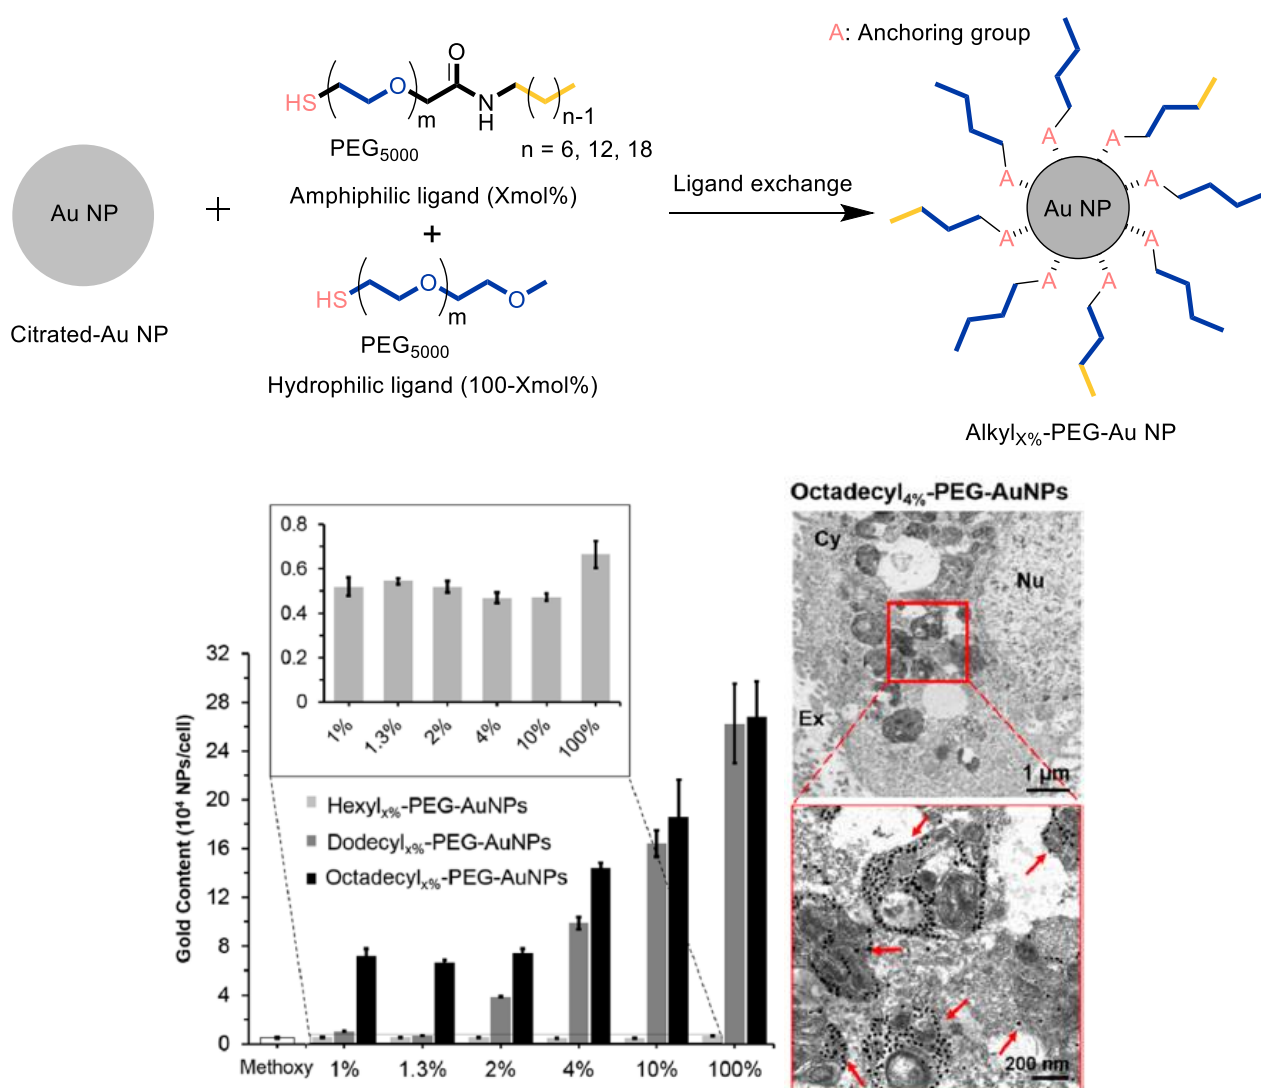 A: Anchoring group
O
HS
O
m
N
H
n-1
PEG5000
n = 6, 12, 18
Amphiphilic ligand (Xmol%)
Au NP
+
+
HS
O
m
O
PEG5000
Hydrophilic ligand (100-Xmol%)
Citrated-Au NP
Ligand exchange
A
A
A
A
A
A
A
A
Au NP
AlkylX%-PEG-Au NP
Octadecyl4%-PEG-AuNPs
Cy
Nu
Ex
1 µm
200 nm
0.8
0.6
0.4
0.2
0
1%
1.3%
2%
4%
10%
100%
Gold Content (10⁴ NPs/cell)
32
28
24
20
16
12
8
4
0
Hexylx%-PEG-AuNPs
Dodecylx%-PEG-AuNPs
Octadecylx%-PEG-AuNPs
Methoxy
1%
1.3%
2%
4%
10%
100%